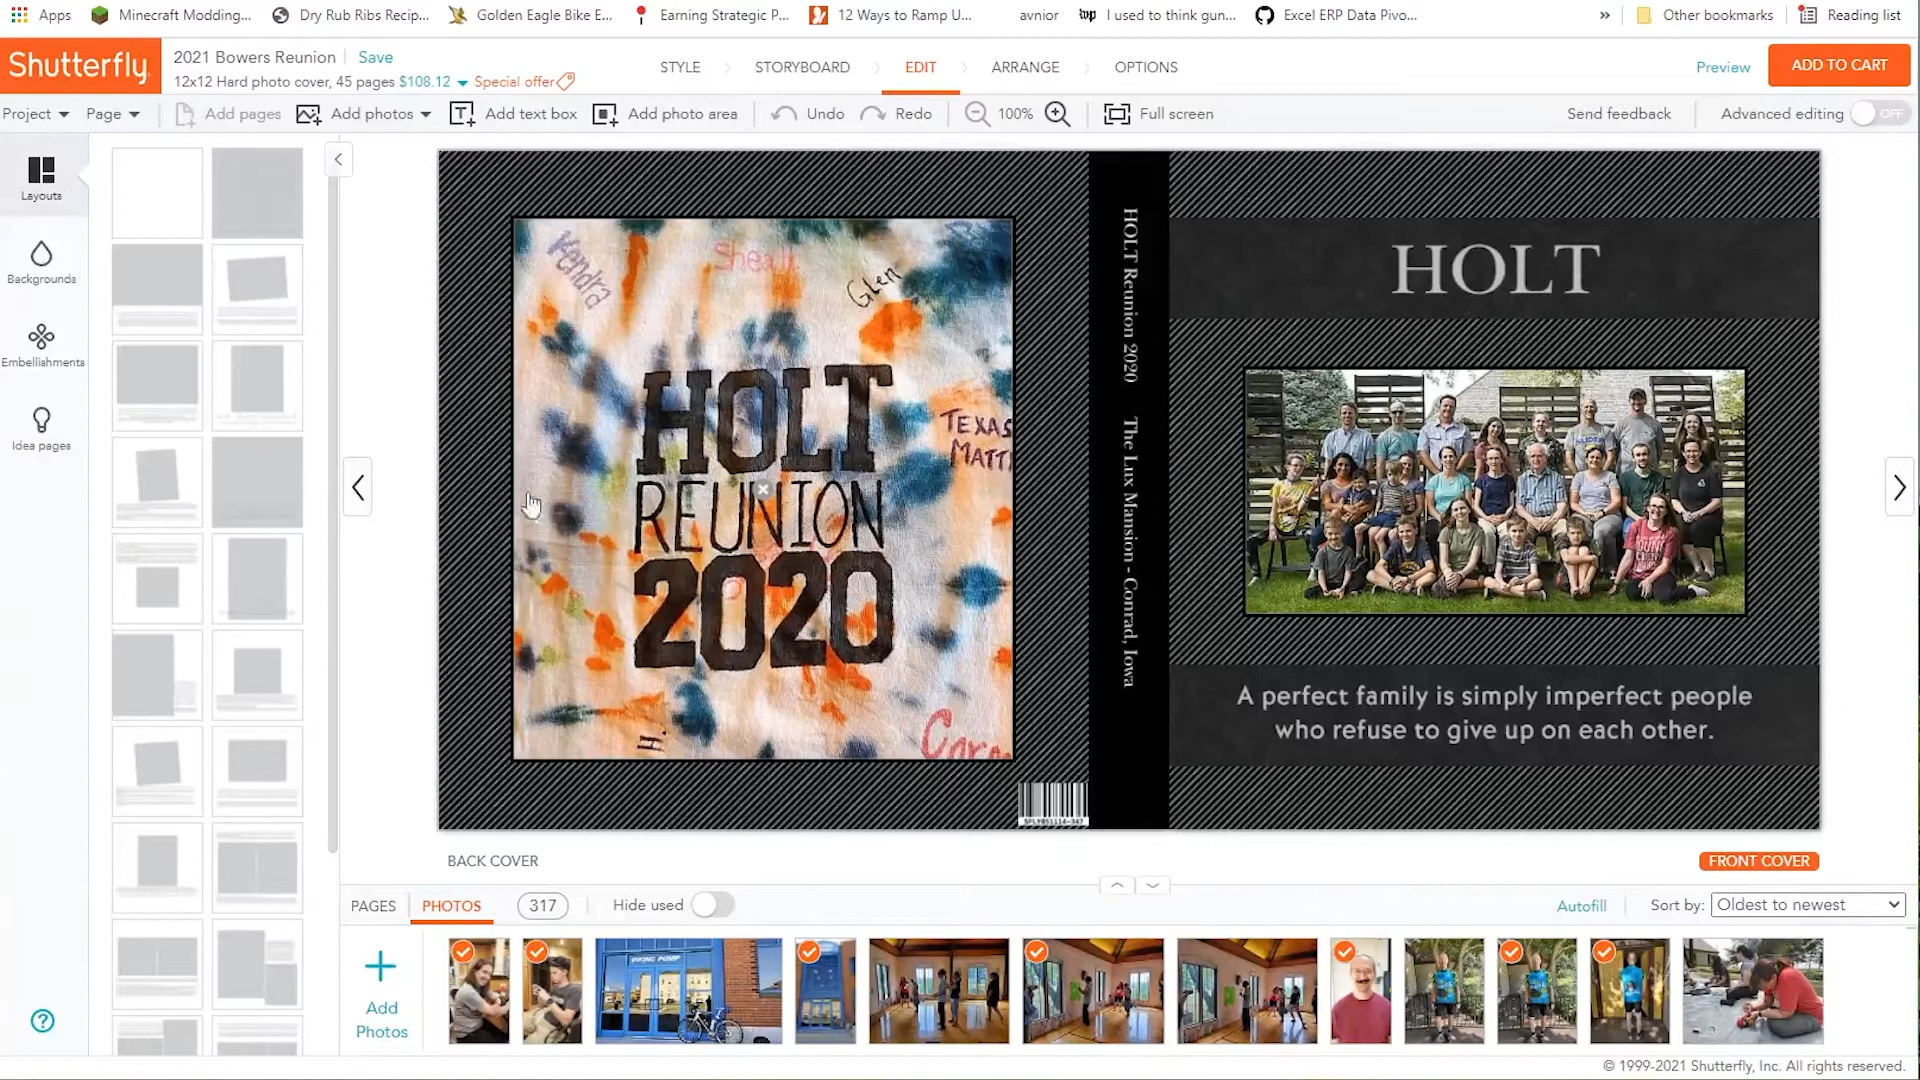 Apps
Minecraft Modding...
Dry Rub Ribs Recip...
Golden Eagle Bike E...
Earning Strategic P...
12 Ways to Ramp U...
avnior
I used to think gun...
Excel ERP Data Pivo...
»
Other bookmarks
Reading list
Shutterfly
2021 Bowers Reunion
Save
12x12 Hard photo cover, 45 pages $108.12
Special offer
STYLE
STORYBOARD
EDIT
ARRANGE
OPTIONS
Preview
ADD TO CART
Project
Page
Add pages
Add photos
Add text box
Add photo area
Undo
Redo
100%
Full screen
Send feedback
Advanced editing
OFF
Layouts
Backgrounds
Embellishments
Idea pages
Kendra
Sheali
Glen
TEXAS
MATT
HOLT
REUNION
2020
H.
HOLT Reunion 2020 The Lux Mansion - Conrad, Iowa
HOLT
A perfect family is simply imperfect people
who refuse to give up on each other.
BACK COVER
FRONT COVER
PAGES
PHOTOS
317
Hide used
Autofill
Sort by:
Oldest to newest
Add
Photos
VIKING PUMP
© 1999-2021 Shutterfly, Inc. All rights reserved.